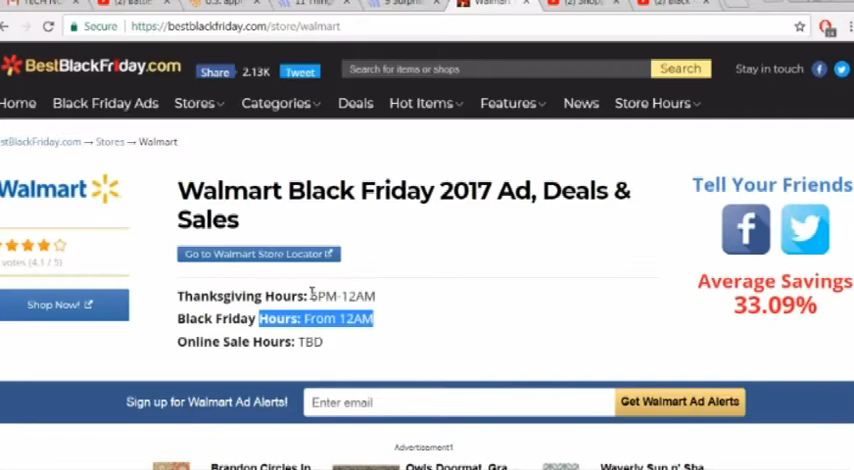 Walmart
Secure https://bestblackfriday.com/store/walmart
BestBlackFriday.com Share 2.13K Tweet Search for items or shops Search Stay in touch
Home Black Friday Ads Stores Categories Deals Hot Items Features News Store Hours
stBlackFriday.com → Stores → Walmart
Walmart
Walmart Black Friday 2017 Ad, Deals &
Sales
Tell Your Friends
Go to Walmart Store Locator
votes (4.1 / 5)
Average Savings
33.09%
Shop Now!
Thanksgiving Hours: 6PM-12AM
Black Friday Hours: From 12AM
Online Sale Hours: TBD
Sign up for Walmart Ad Alerts! Enter email Get Walmart Ad Alerts
Advertisement1
Brandon Circles In Owls Doormat, Gra Waverly Sun n' Sha